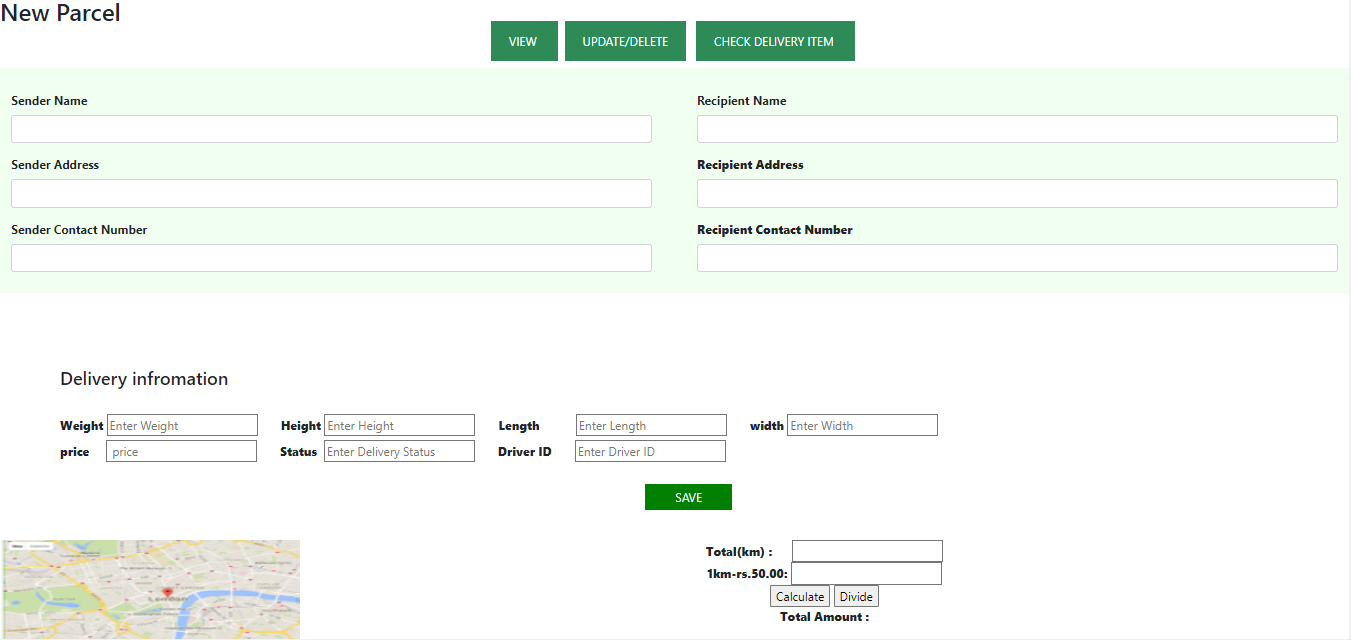 New Parcel
VIEW UPDATE/DELETE CHECK DELIVERY ITEM
Sender Name Recipient Name
Sender Address Recipient Address
Sender Contact Number Recipient Contact Number
Delivery infromation
Weight Enter Weight Height Enter Height Length Enter Length width Enter Width
price price Status Enter Delivery Status Driver ID Enter Driver ID
SAVE
Total(km) :
1km-rs.50.00:
Calculate Divide
Total Amount :